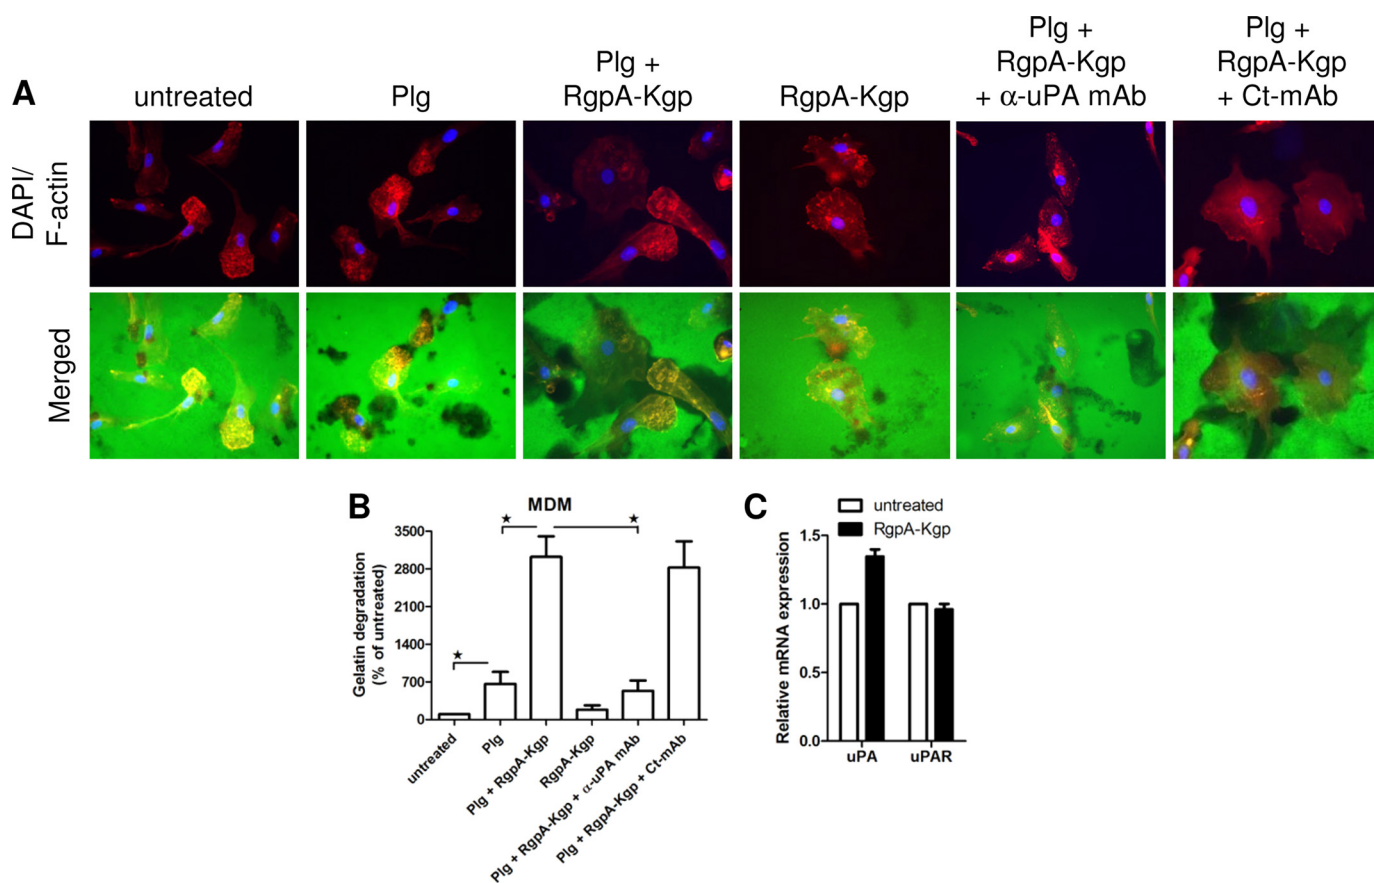 A
untreated
Plg
Plg +
RgpA-Kgp
RgpA-Kgp
Plg +
RgpA-Kgp
+ α-uPA mAb
Plg +
RgpA-Kgp
+ Ct-mAb
DAPI/
F-actin
Merged
B
MDM
★
★
★
Gelatin degradation
(% of untreated)
3500
2800
2100
1400
700
0
untreated
Plg
Plg + RgpA-Kgp
RgpA-Kgp
Plg + RgpA-Kgp + α-uPA mAb
Plg + RgpA-Kgp + Ct-mAb
C
untreated
RgpA-Kgp
Relative mRNA expression
1.5
1.0
0.5
0.0
uPA
uPAR